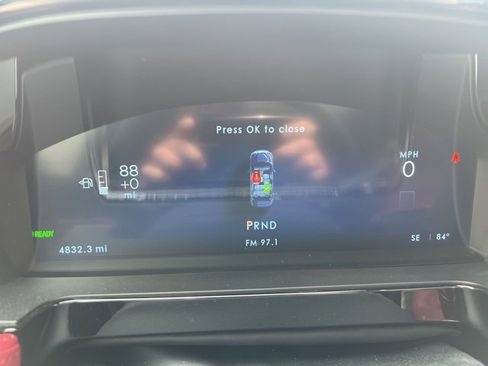 Press OK to close
88
+0
mi
MPH
0
PRND
READY
4832.3 mi
FM 97.1
SE
84°